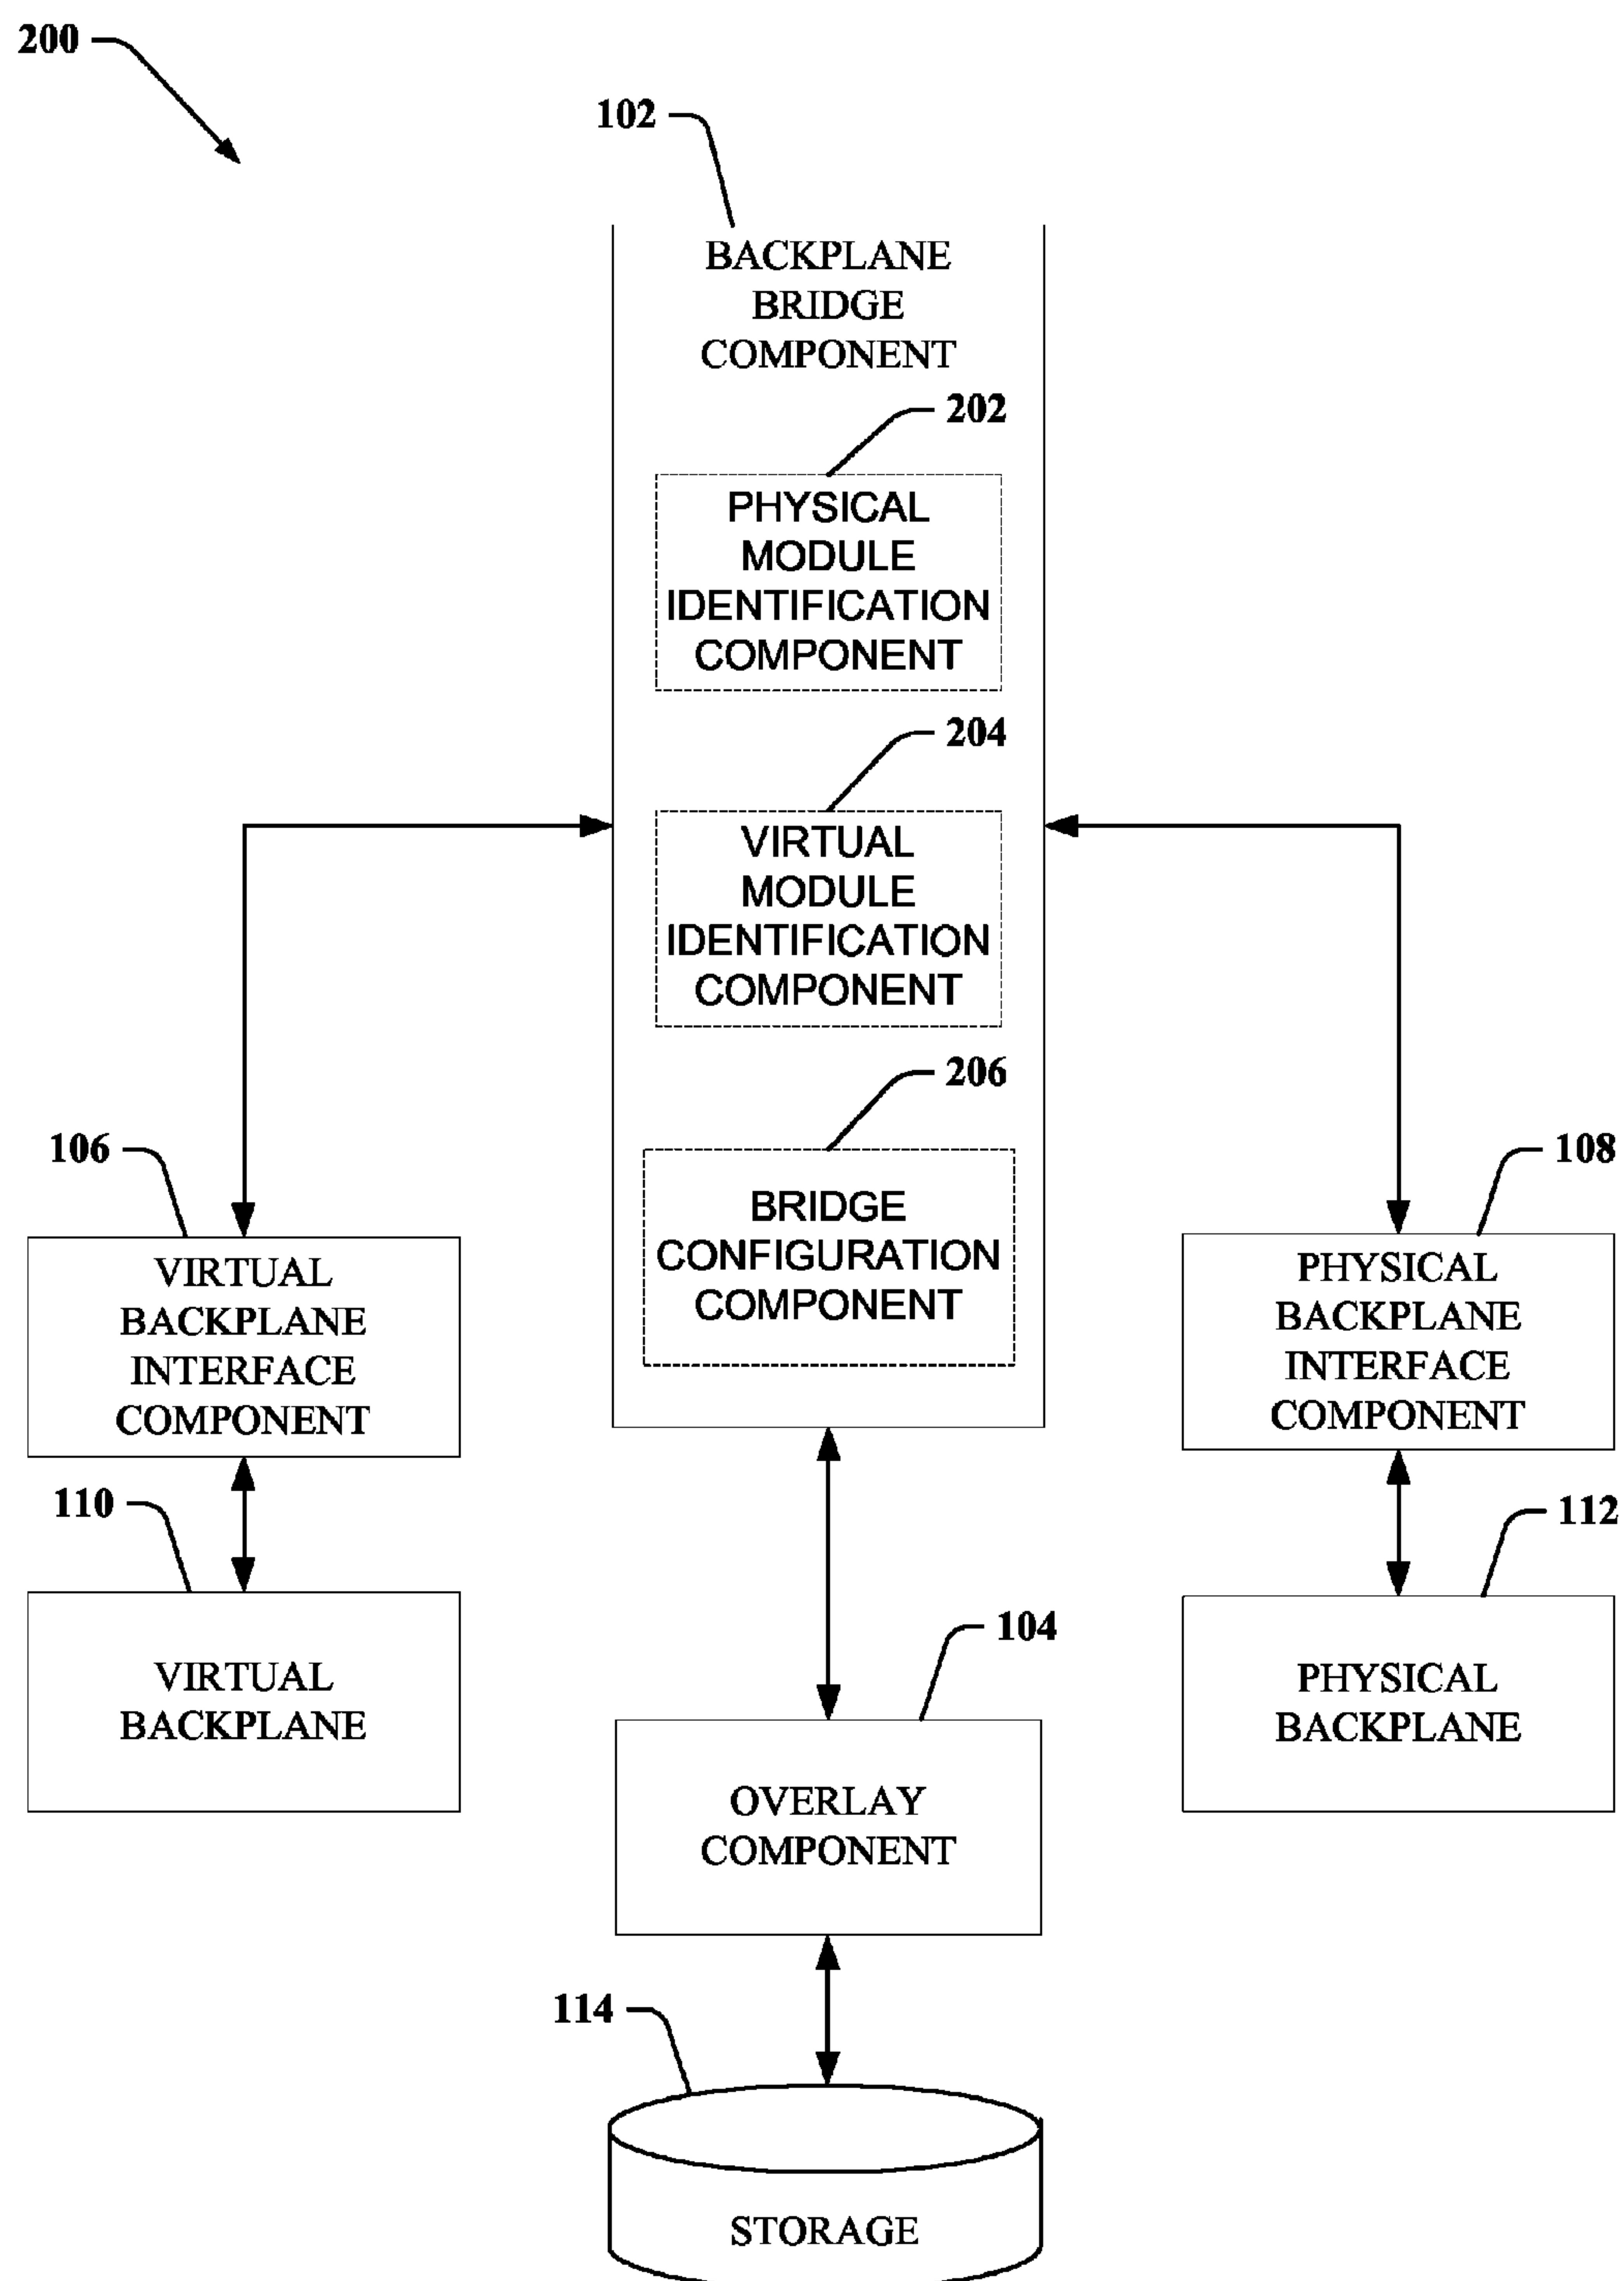 200
102
BACKPLANE
BRIDGE
COMPONENT
202
PHYSICAL
MODULE
IDENTIFICATION
COMPONENT
204
VIRTUAL
MODULE
IDENTIFICATION
COMPONENT
206
BRIDGE
CONFIGURATION
COMPONENT
106
VIRTUAL
BACKPLANE
INTERFACE
COMPONENT
108
PHYSICAL
BACKPLANE
INTERFACE
COMPONENT
110
VIRTUAL
BACKPLANE
112
PHYSICAL
BACKPLANE
104
OVERLAY
COMPONENT
114
STORAGE